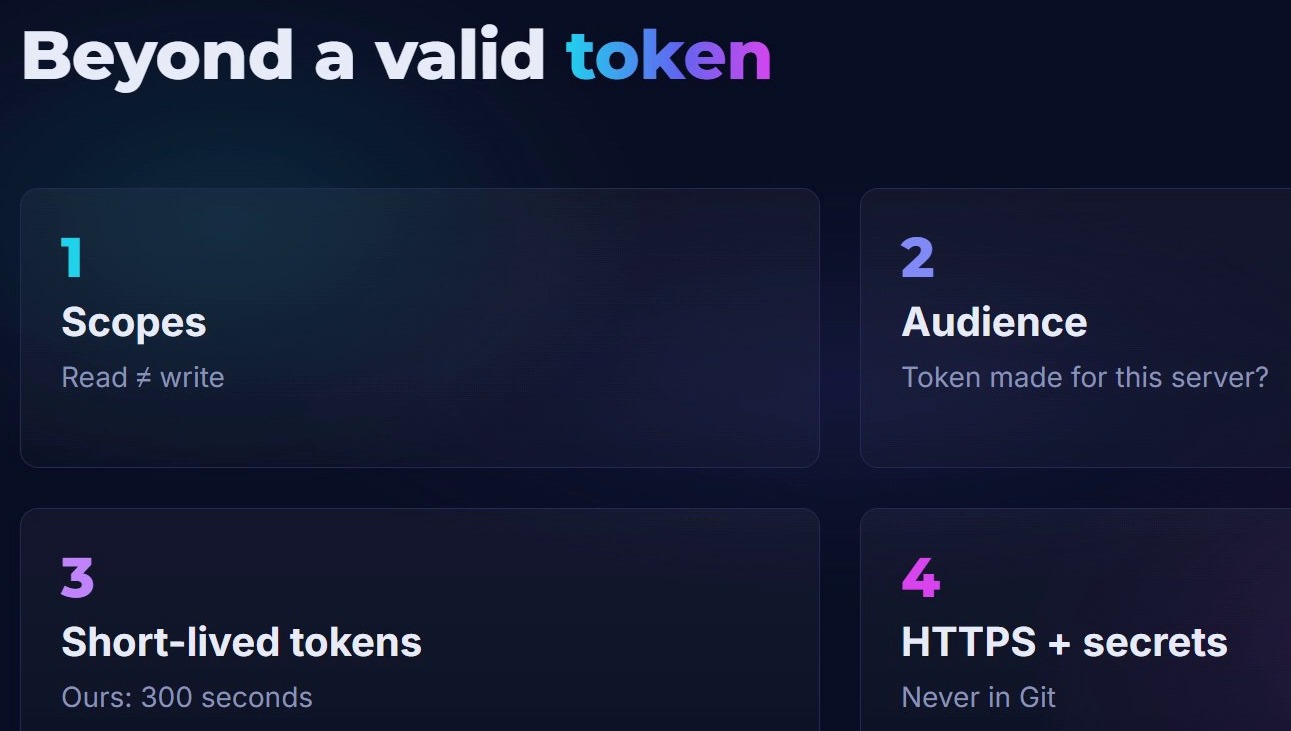 Beyond a valid token
1
Scopes
Read ≠ write
2
Audience
Token made for this server?
3
Short-lived tokens
Ours: 300 seconds
4
HTTPS + secrets
Never in Git